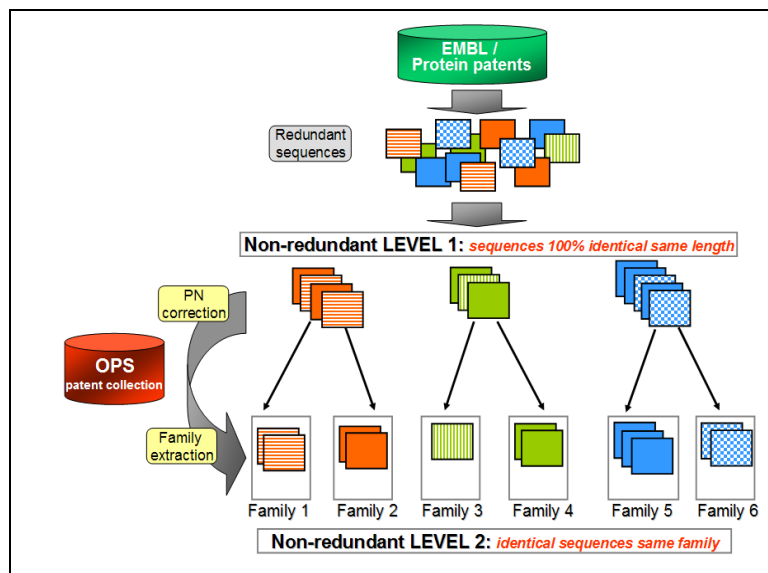 EMBL /
Protein patents
Redundant
sequences
Non-redundant LEVEL 1: sequences 100% identical same length
PN
correction
OPS
patent collection
Family
extraction
Family 1
Family 2
Family 3
Family 4
Family 5
Family 6
Non-redundant LEVEL 2: identical sequences same family